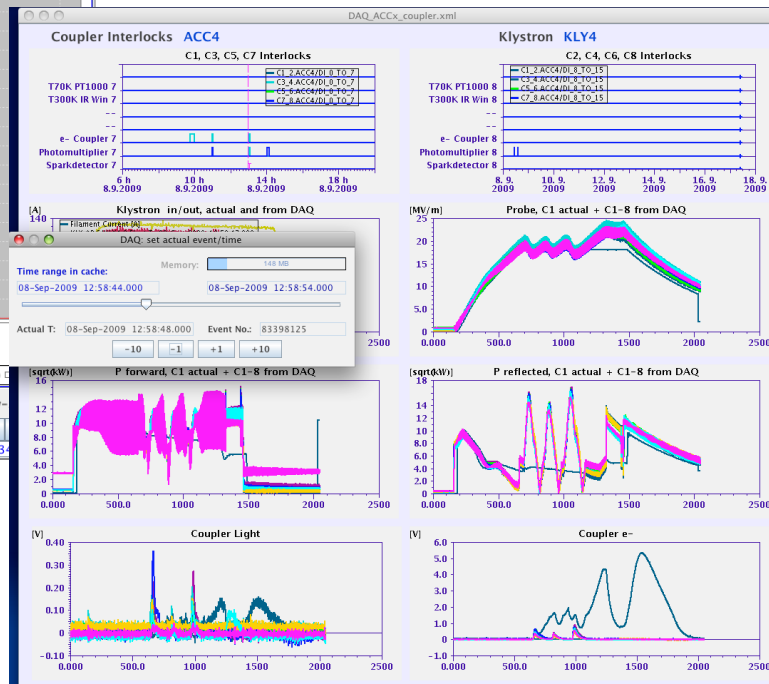 DAQ_ACCx_coupler.xml
Coupler Interlocks ACC4
Klystron KLY4
C1, C3, C5, C7 Interlocks
C1_2.ACC4/DI_0_TO_7
C3_4.ACC4/DI_0_TO_7
C5_6.ACC4/DI_0_TO_7
C7_8.ACC4/DI_0_TO_7
T70K PT1000 7
T300K IR Win 7
--
--
e- Coupler 7
Photomultiplier 7
Sparkdetector 7
6 h 10 h 14 h 18 h
8.9.2009 8.9.2009
C2, C4, C6, C8 Interlocks
C1_2.ACC4/DI_8_TO_15
C3_4.ACC4/DI_8_TO_15
C5_6.ACC4/DI_8_TO_15
C7_8.ACC4/DI_8_TO_15
T70K PT1000 8
T300K IR Win 8
--
--
e- Coupler 8
Photomultiplier 8
Sparkdetector 8
8. 9. 10. 9. 12. 9. 14. 9. 16. 9. 18. 9.
2009 2009 2009 2009 2009 2009
[A] Klystron in/out, actual and from DAQ
140
Filament Current [A]
2500
[MV/m] Probe, C1 actual + C1-8 from DAQ
25
20
15
10
5.0
0
0.000 500.0 1000 1500 2000 2500
DAQ: set actual event/time
Memory: 148 MB
Time range in cache:
08-Sep-2009 12:58:44.000 08-Sep-2009 12:58:54.000
Actual T: 08-Sep-2009 12:58:48.000 Event No.: 83398125
-10 -1 +1 +10
[sqrt(kW)] P forward, C1 actual + C1-8 from DAQ
16
12
10
8.0
6.0
4.0
2.0
0
0.000 500.0 1000 1500 2000 2500
[sqrt(kW)] P reflected, C1 actual + C1-8 from DAQ
18
14
12
10
8.0
6.0
4.0
2.0
0
0.000 500.0 1000 1500 2000 2500
[V] Coupler Light
0.40
0.30
0.20
0.10
0
-0.10
0.000 500.0 1000 1500 2000 2500
[V] Coupler e-
6.0
5.0
4.0
3.0
2.0
1.0
0
-1.0
0.000 500.0 1000 1500 2000 2500